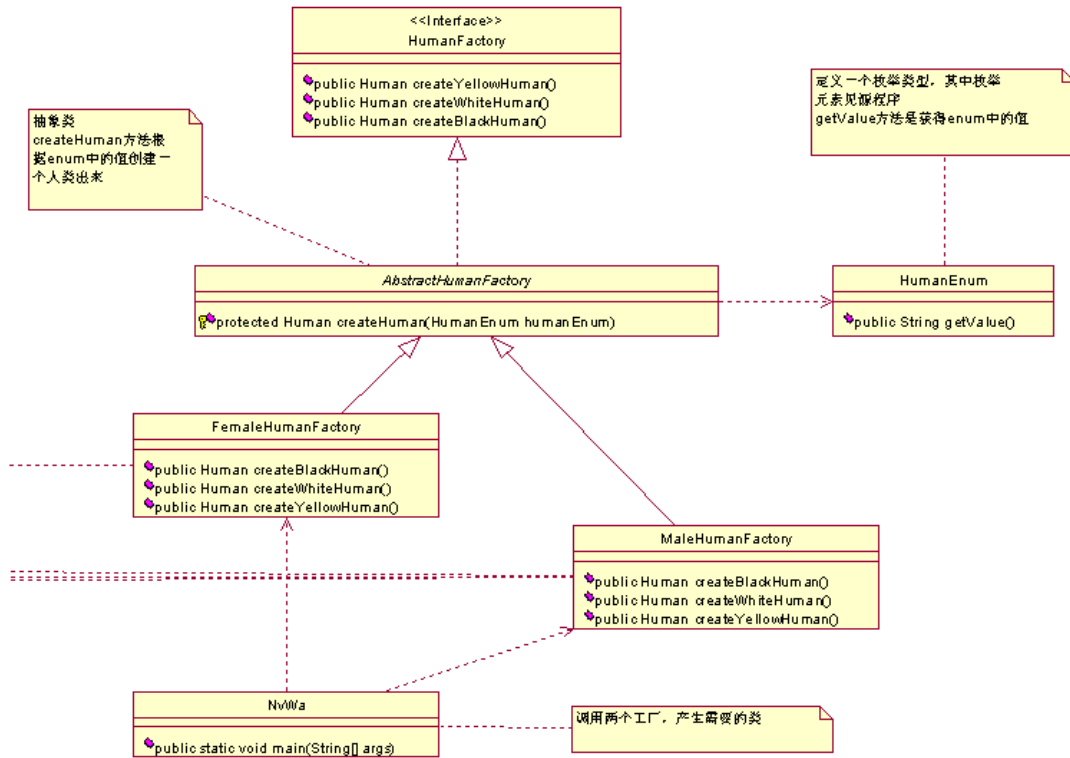 <<Interface>>
HumanFactory
public Human createYellowHuman()
public Human createWhiteHuman()
public Human createBlackHuman()
定义一个枚举类型，其中枚举
元素见源程序
getValue方法是获得enum中的值
抽象类
createHuman方法根
据enum中的值创建一
个人类出来
AbstractHumanFactory
protected Human createHuman(HumanEnum humanEnum)
HumanEnum
public String getValue()
FemaleHumanFactory
public Human createBlackHuman()
public Human createWhiteHuman()
public Human createYellowHuman()
MaleHumanFactory
public Human createBlackHuman()
public Human createWhiteHuman()
public Human createYellowHuman()
NvWa
public static void main(String[] args)
调用两个工厂，产生需要的类